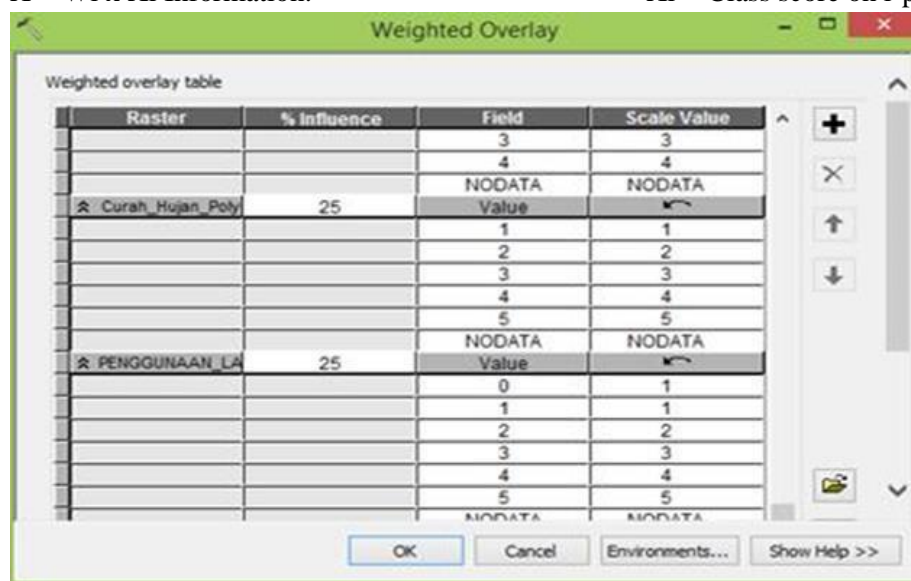 Weighted Overlay
Weighted overlay table
Raster % Influence Field Scale Value
3 3
4 4
NODATA NODATA
Curah_Hujan_Poly 25 Value
1 1
2 2
3 3
4 4
5 5
NODATA NODATA
PENGGUNAAN_LA 25 Value
0 1
1 1
2 2
3 3
4 4
5 5
NODATA NODATA
OK Cancel Environments... Show Help >>